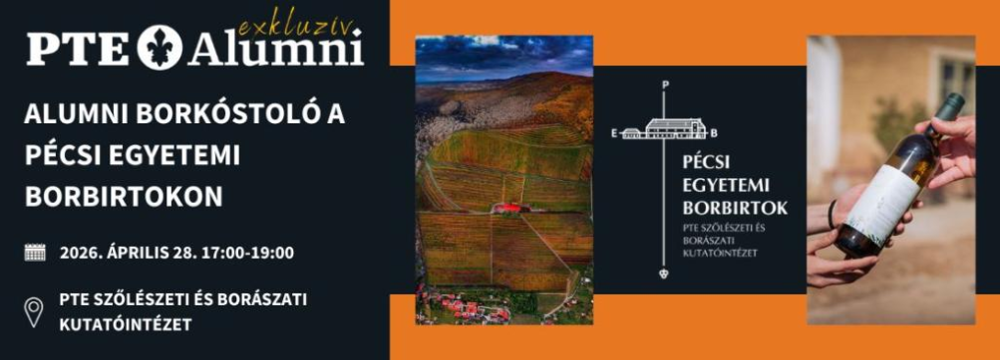 exkluzív
PTE Alumni
ALUMNI BORKÓSTOLÓ A
PÉCSI EGYETEMI
BORBIRTOKON
2026. ÁPRILIS 28. 17:00-19:00
PTE SZŐLÉSZETI ÉS BORÁSZATI
KUTATÓINTÉZET
P
E B
PÉCSI
EGYETEMI
BORBIRTOK
PTE SZŐLÉSZETI ÉS
BORÁSZATI
KUTATÓINTÉZET